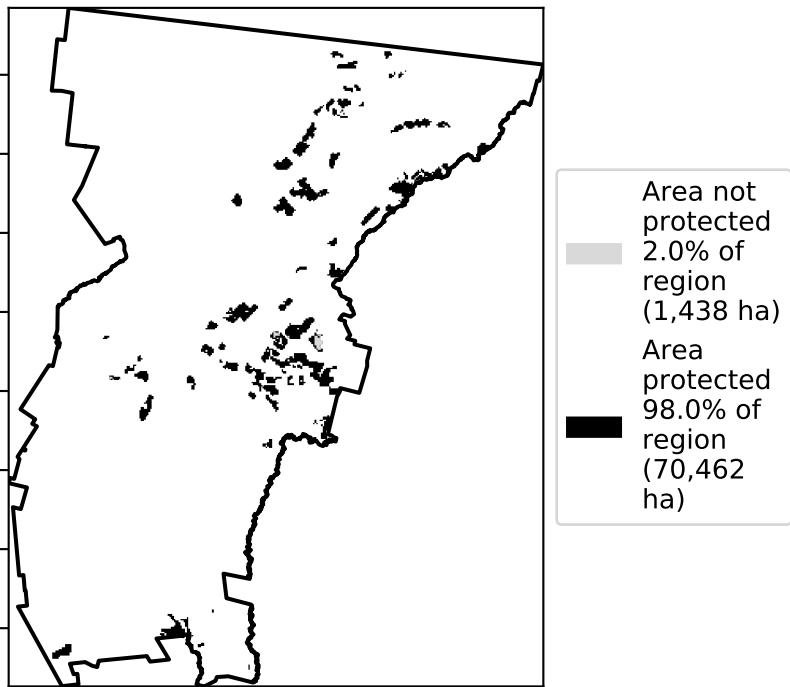 Area not
protected
2.0% of
region
(1,438 ha)
Area
protected
98.0% of
region
(70,462
ha)